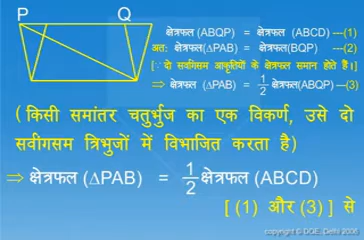 P Q
क्षेत्रफल (ABQP) = क्षेत्रफल (ABCD) ---(1)
अतः क्षेत्रफल(∆PAB) = क्षेत्रफल(BQP) ---(2)
[∵ दो सर्वांगसम आकृतियों के क्षेत्रफल समान होते हैं।]
⇒ क्षेत्रफल (∆PAB) = 1/2 क्षेत्रफल(ABQP) ---(3)
(किसी समांतर चतुर्भुज का एक विकर्ण, उसे दो
सर्वांगसम त्रिभुजों में विभाजित करता है)
⇒ क्षेत्रफल (∆PAB) = 1/2 क्षेत्रफल (ABCD)
[ (1) और (3) ] से
copyright © DOE, Delhi 2006